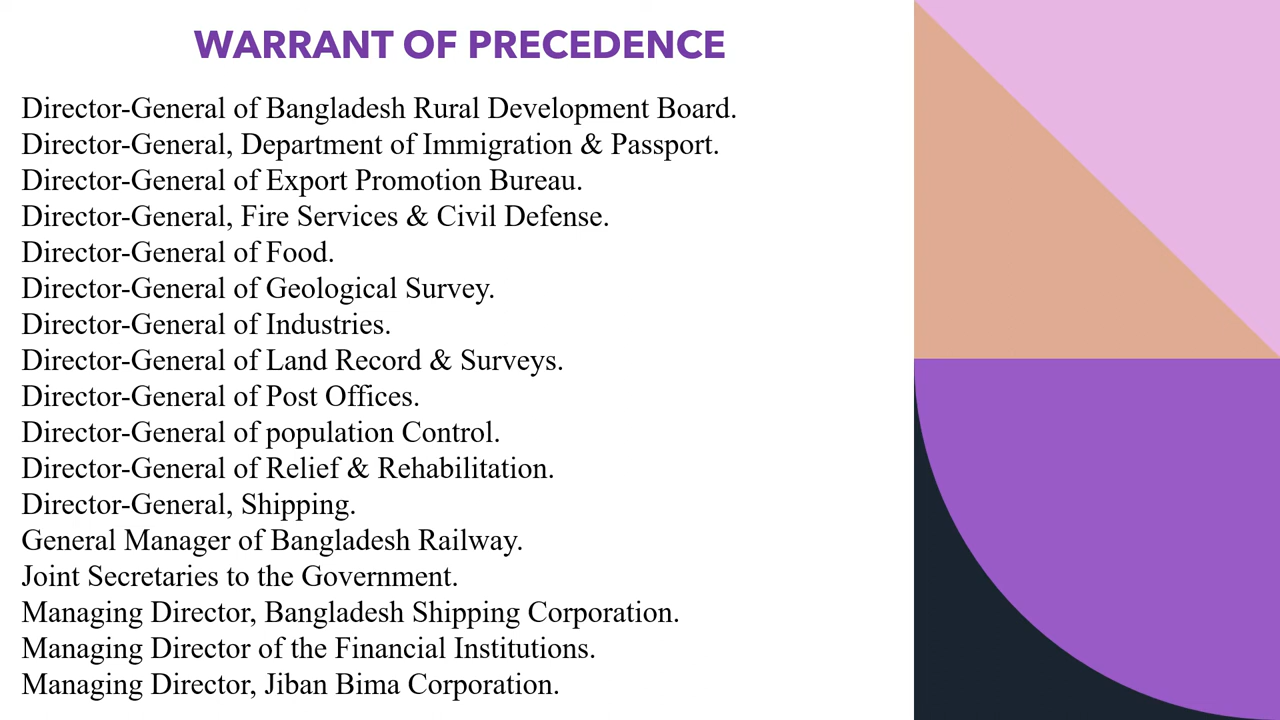 WARRANT OF PRECEDENCE
Director-General of Bangladesh Rural Development Board.
Director-General, Department of Immigration & Passport.
Director-General of Export Promotion Bureau.
Director-General, Fire Services & Civil Defense.
Director-General of Food.
Director-General of Geological Survey.
Director-General of Industries.
Director-General of Land Record & Surveys.
Director-General of Post Offices.
Director-General of population Control.
Director-General of Relief & Rehabilitation.
Director-General, Shipping.
General Manager of Bangladesh Railway.
Joint Secretaries to the Government.
Managing Director, Bangladesh Shipping Corporation.
Managing Director of the Financial Institutions.
Managing Director, Jiban Bima Corporation.